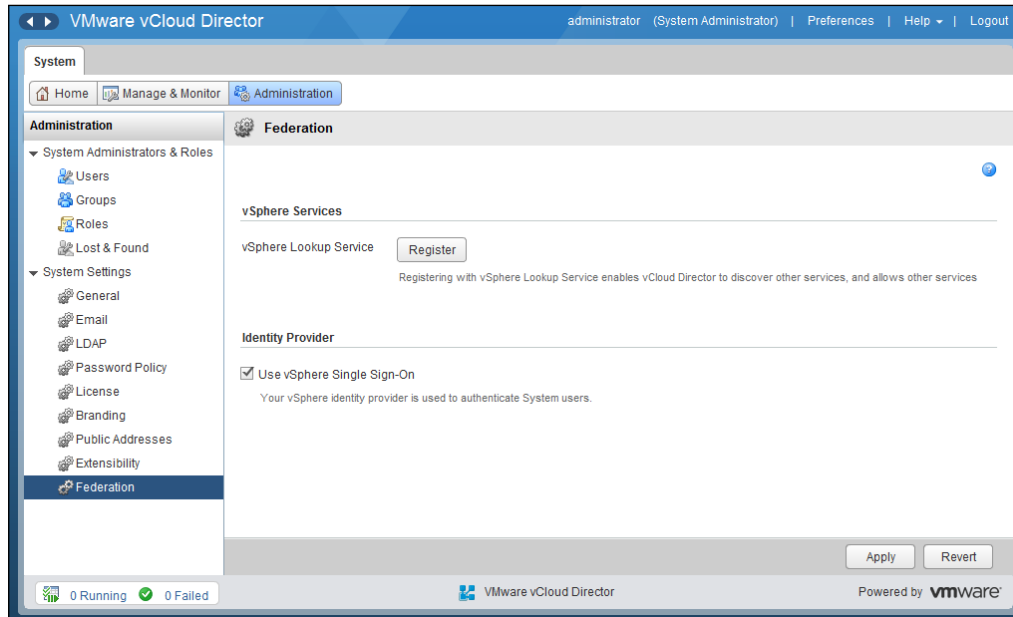 VMware vCloud Director
administrator (System Administrator) | Preferences | Help | Logout
System
Home
Manage & Monitor
Administration
Administration
System Administrators & Roles
Users
Groups
Roles
Lost & Found
System Settings
General
Email
LDAP
Password Policy
License
Branding
Public Addresses
Extensibility
Federation
Federation
vSphere Services
vSphere Lookup Service
Register
Registering with vSphere Lookup Service enables vCloud Director to discover other services, and allows other services
Identity Provider
Use vSphere Single Sign-On
Your vSphere identity provider is used to authenticate System users.
Apply
Revert
0 Running
0 Failed
VMware vCloud Director
Powered by vmware